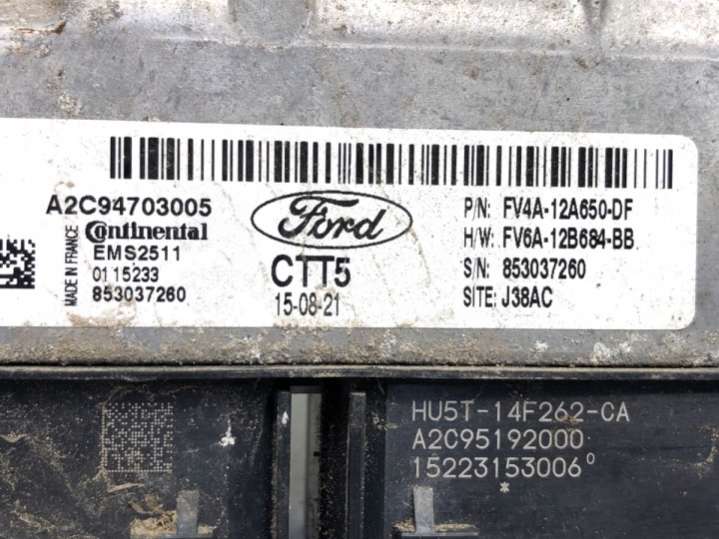 A2C94703005
MADE IN FRANCE
Continental
EMS2511
01 15233
853037260
Ford
CTT5
15-08-21
P/N: FV4A-12A650-DF
H/W: FV6A-12B684-BB
S/N: 853037260
SITE: J38AC
HU5T-14F262-CA
A2C95192000
15223153006⁰
*